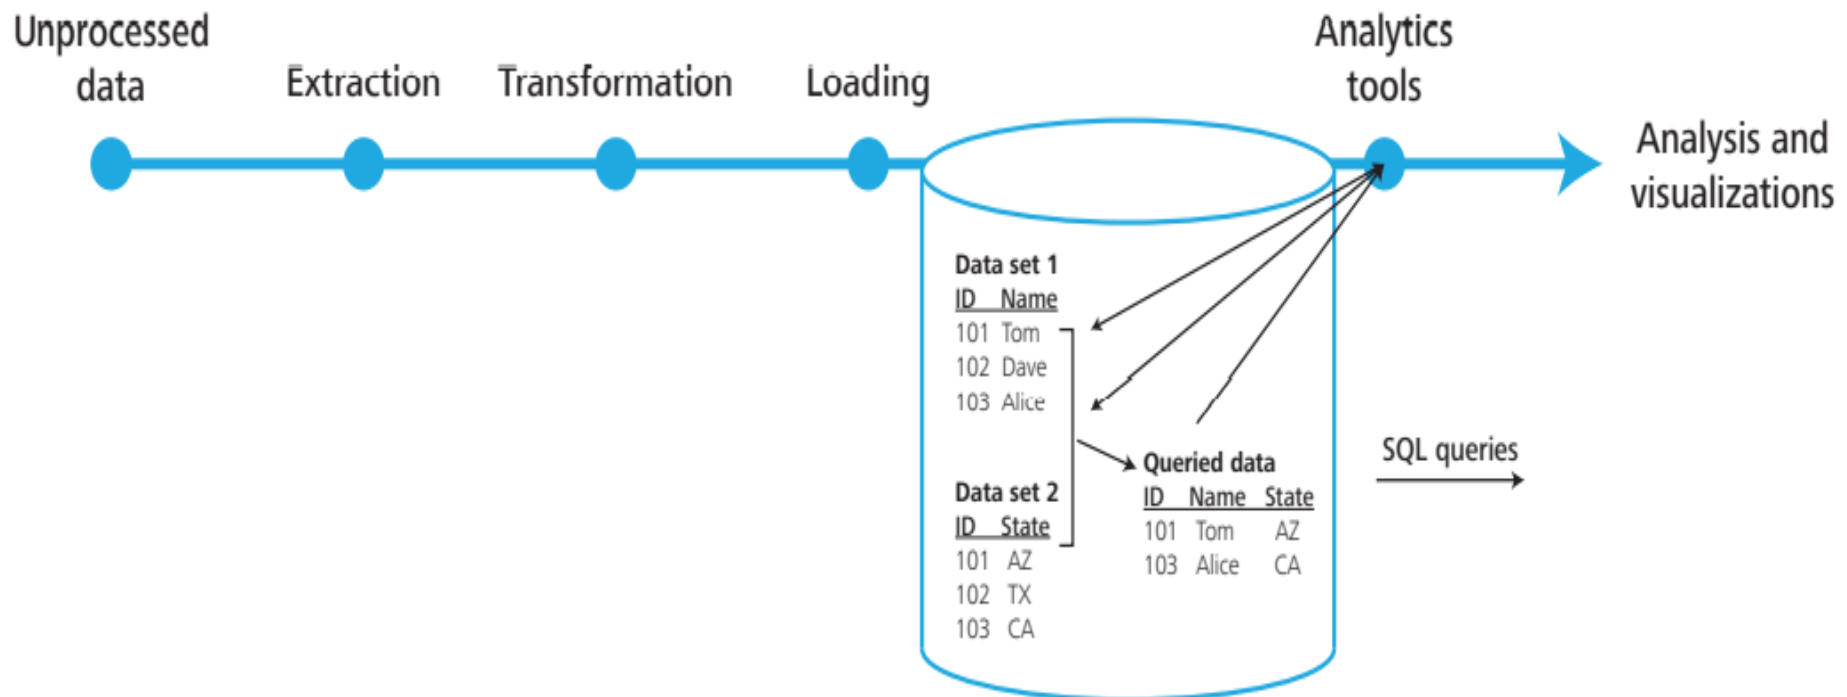 Unprocessed
data
Extraction
Transformation
Loading
Analytics
tools
Analysis and
visualizations
Data set 1
ID Name
101 Tom
102 Dave
103 Alice
Data set 2
ID State
101 AZ
102 TX
103 CA
Queried data
ID Name State
101 Tom AZ
103 Alice CA
SQL queries